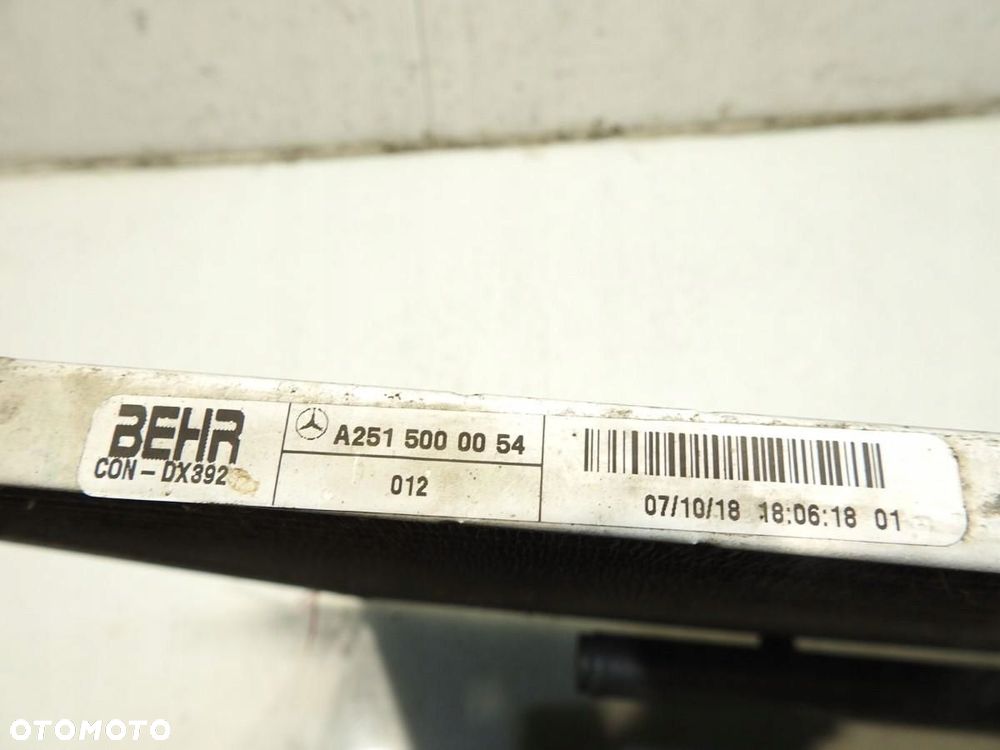 BEHR
CON-DX392
A251 500 00 54
012
07/10/18 18:06:18 01
OTOMOTO